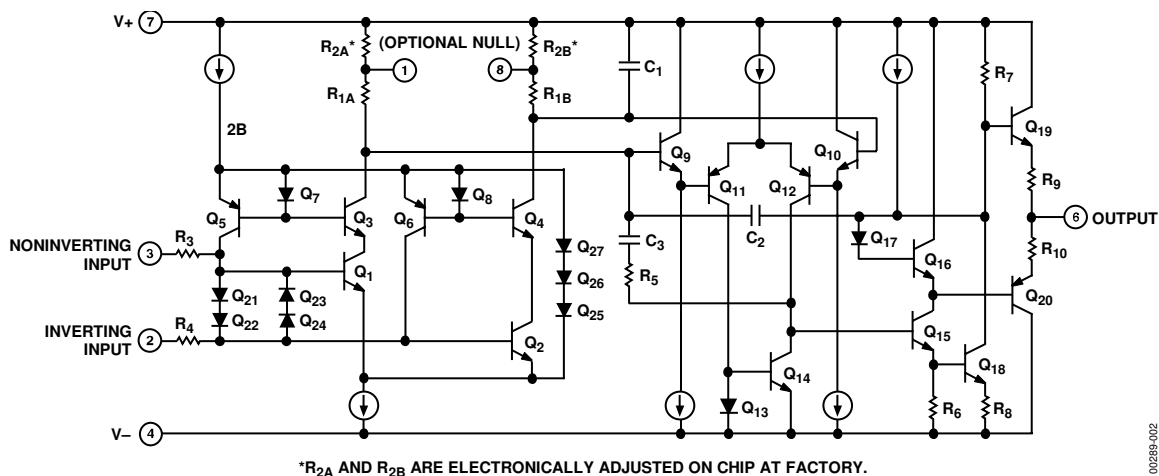 V+ 7
R2A*
(OPTIONAL NULL)
R2B*
1
8
C1
R7
R1A
R1B
2B
Q19
Q9
Q10
Q7
Q8
Q11
Q12
R9
Q5
Q3
Q6
Q4
6 OUTPUT
NONINVERTING
INPUT
3
R3
Q27
C3
C2
Q17
R10
Q1
Q26
R5
Q16
Q21
Q23
Q20
Q22
Q24
Q25
INVERTING
INPUT
2
R4
Q2
Q15
Q14
Q18
Q13
R6
R8
V– 4
*R2A AND R2B ARE ELECTRONICALLY ADJUSTED ON CHIP AT FACTORY.
00289-002